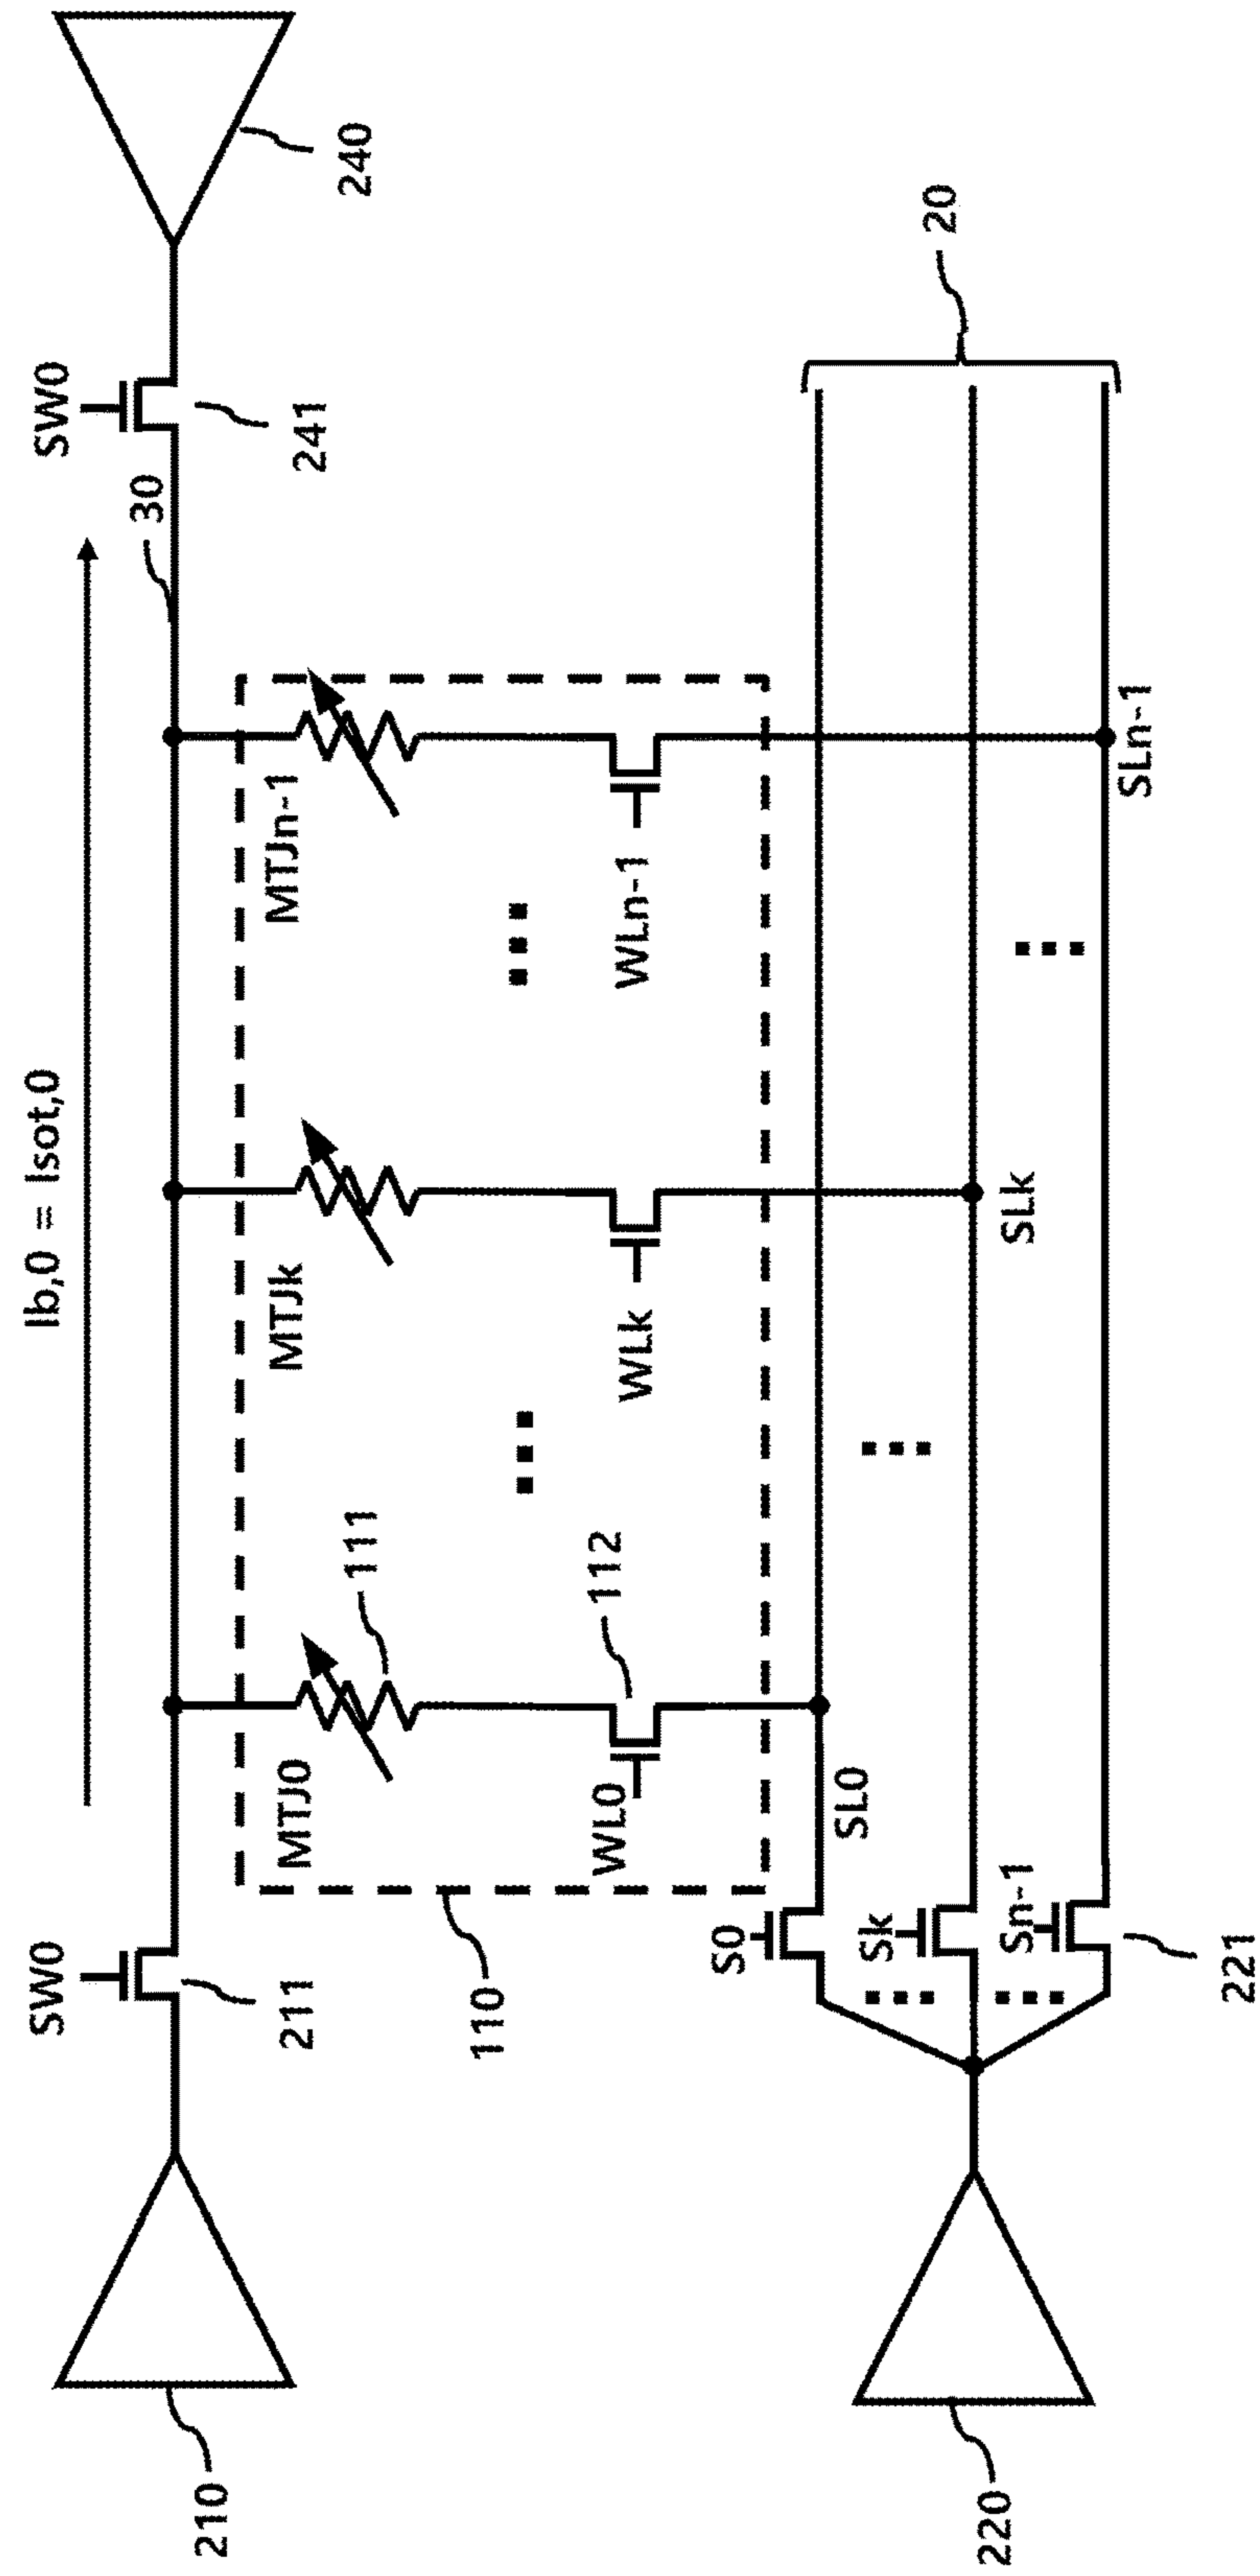 Ib,0 = Isot,0
SW0
SW0
30
211
241
240
210
MTJ0
MTJk
MTJn-1
111
110
112
WL0
WLk
WLn-1
S0
SL0
20
Sk
SLk
Sn-1
SLn-1
221
220